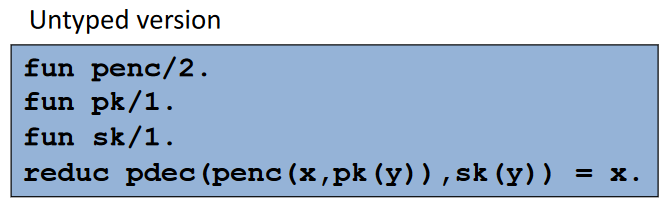 Untyped version
fun penc/2.
fun pk/1.
fun sk/1.
reduc pdec(penc(x,pk(y)),sk(y)) = x.